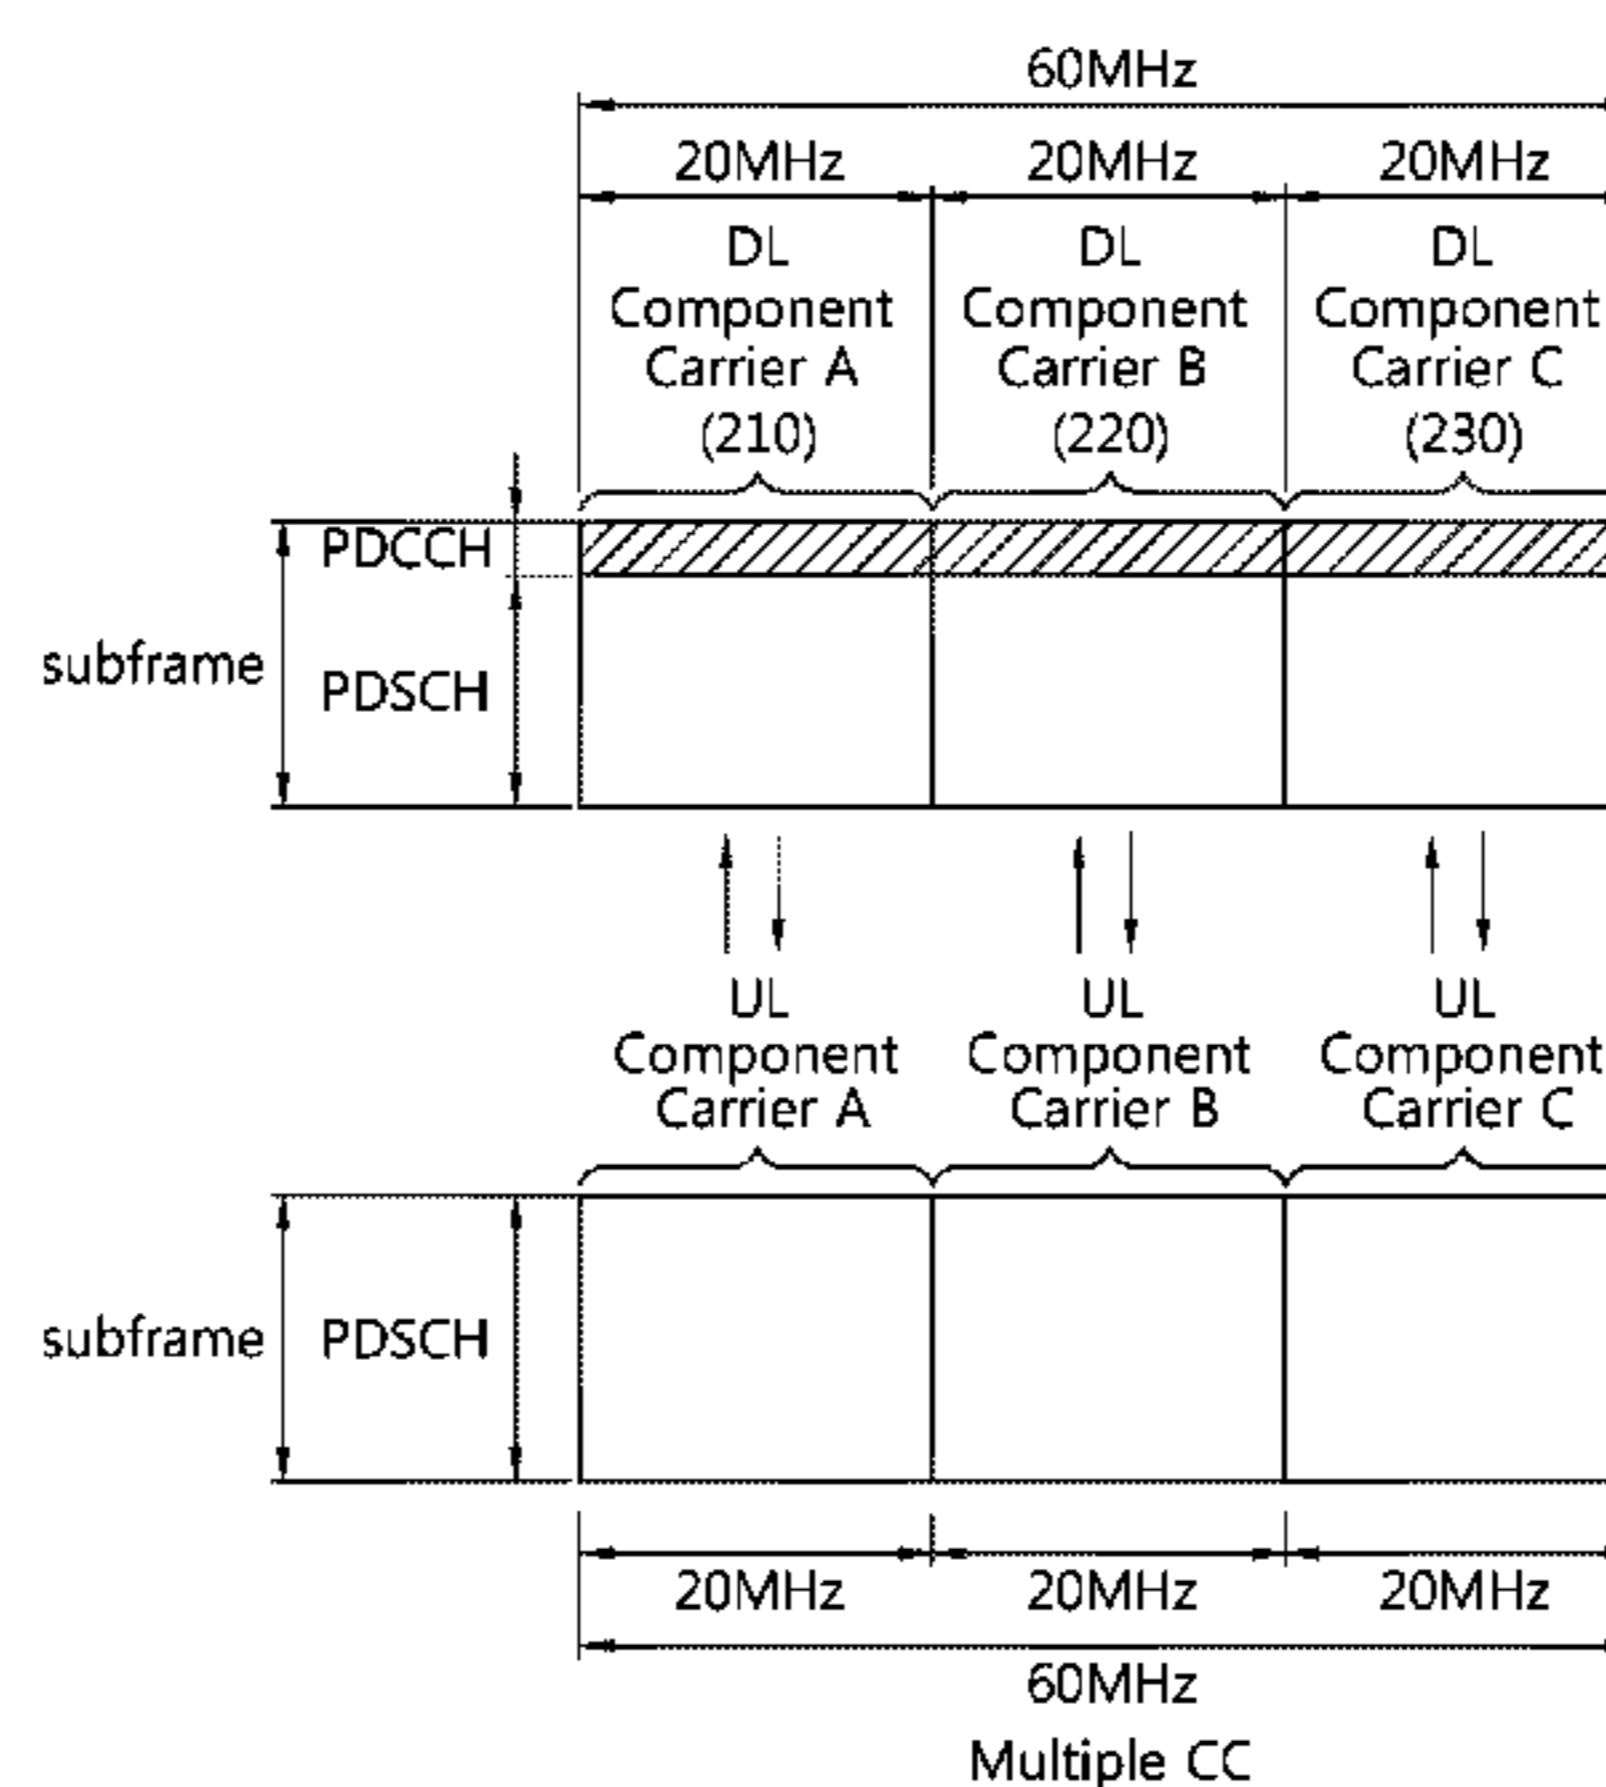 60MHz
20MHz 20MHz 20MHz
DL DL DL
Component Component Component
Carrier A Carrier B Carrier C
(210) (220) (230)
PDCCH
subframe
PDSCH
UL UL UL
Component Component Component
Carrier A Carrier B Carrier C
subframe PDSCH
20MHz 20MHz 20MHz
60MHz
Multiple CC